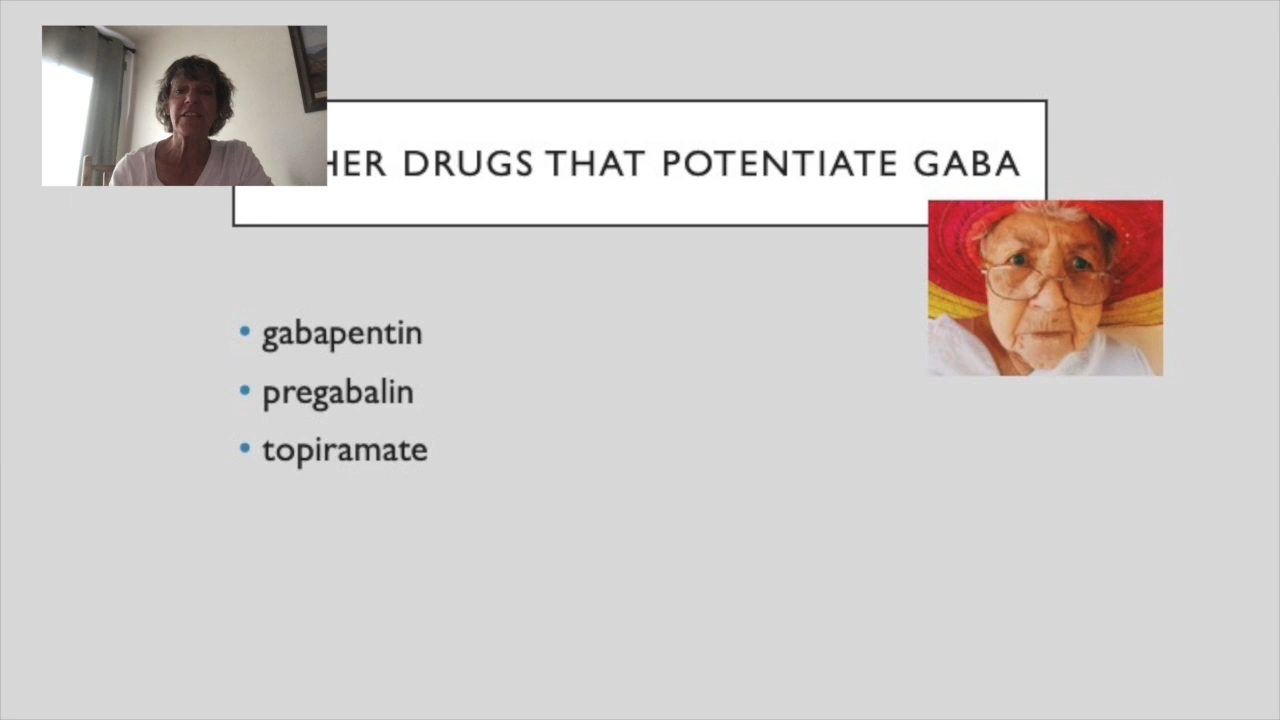 HER DRUGS THAT POTENTIATE GABA
• gabapentin
• pregabalin
• topiramate